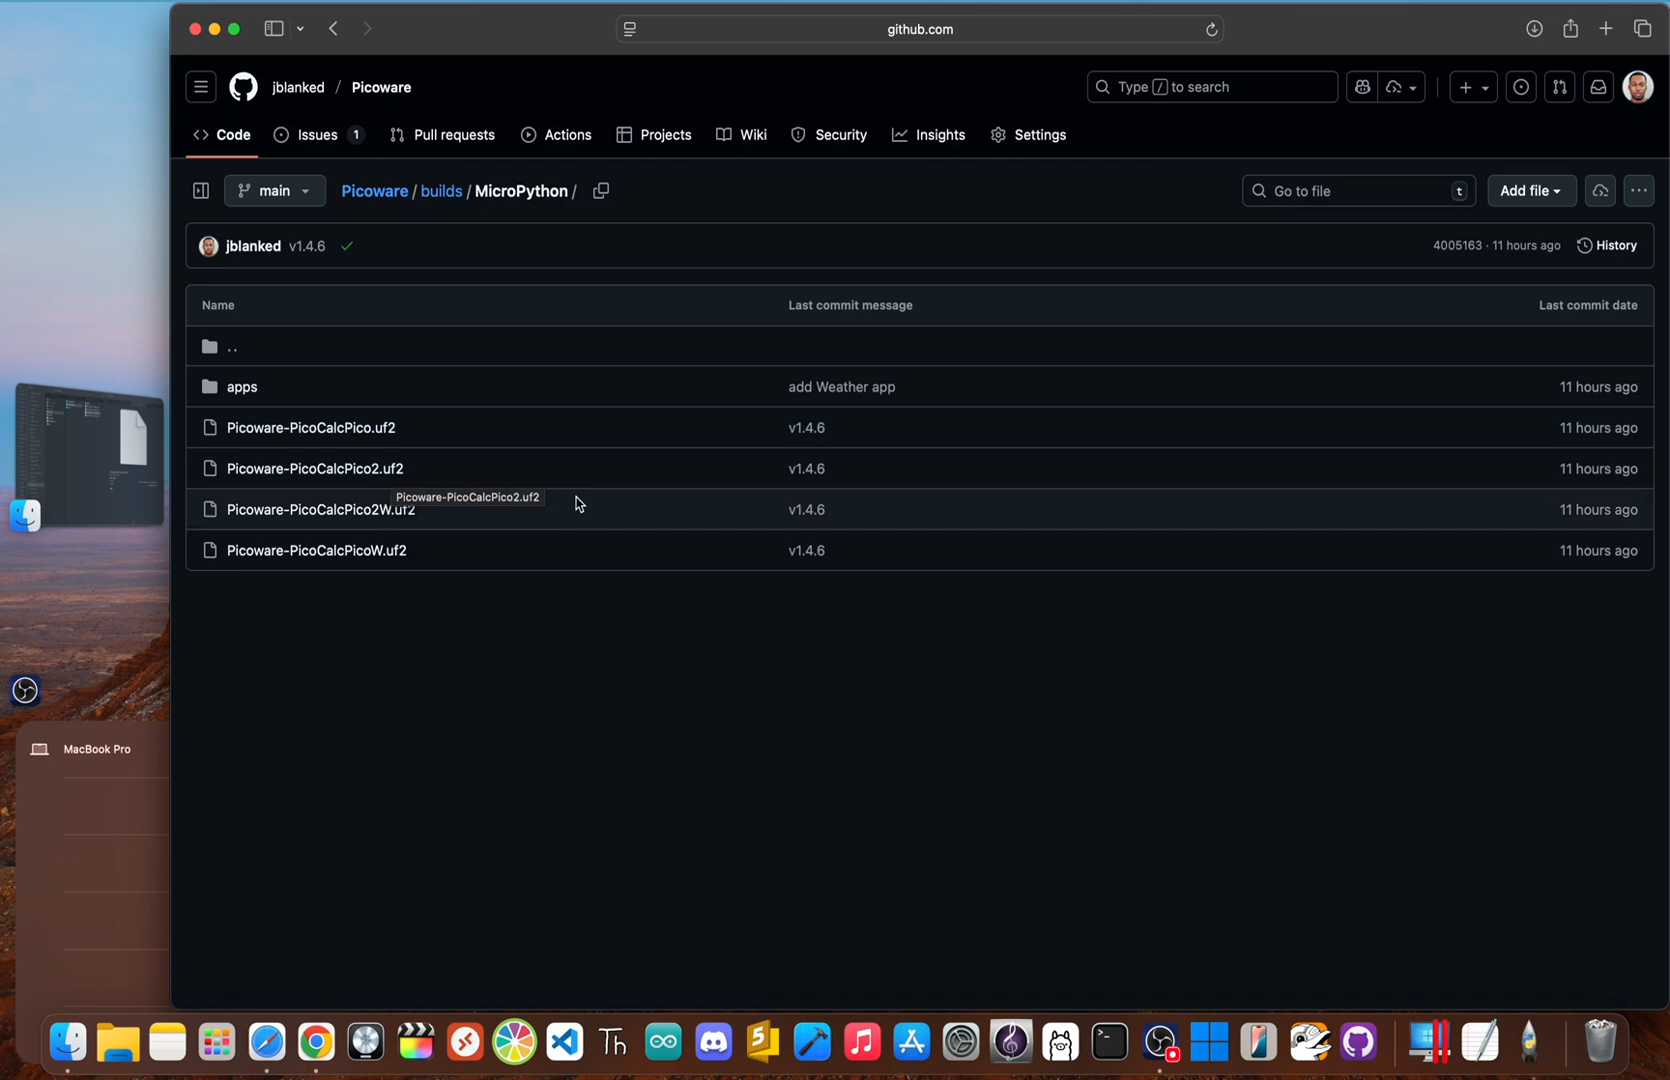 github.com
jblanked / Picoware
Type / to search
Code
Issues 1
Pull requests
Actions
Projects
Wiki
Security
Insights
Settings
main
Picoware / builds / MicroPython /
Go to file t
Add file
jblanked v1.4.6
4005163 · 11 hours ago
History
Name Last commit message Last commit date
..
apps add Weather app 11 hours ago
Picoware-PicoCalcPico.uf2 v1.4.6 11 hours ago
Picoware-PicoCalcPico2.uf2 v1.4.6 11 hours ago
Picoware-PicoCalcPico2.uf2
Picoware-PicoCalcPico2W.uf2 v1.4.6 11 hours ago
Picoware-PicoCalcPicoW.uf2 v1.4.6 11 hours ago
MacBook Pro
Th
5